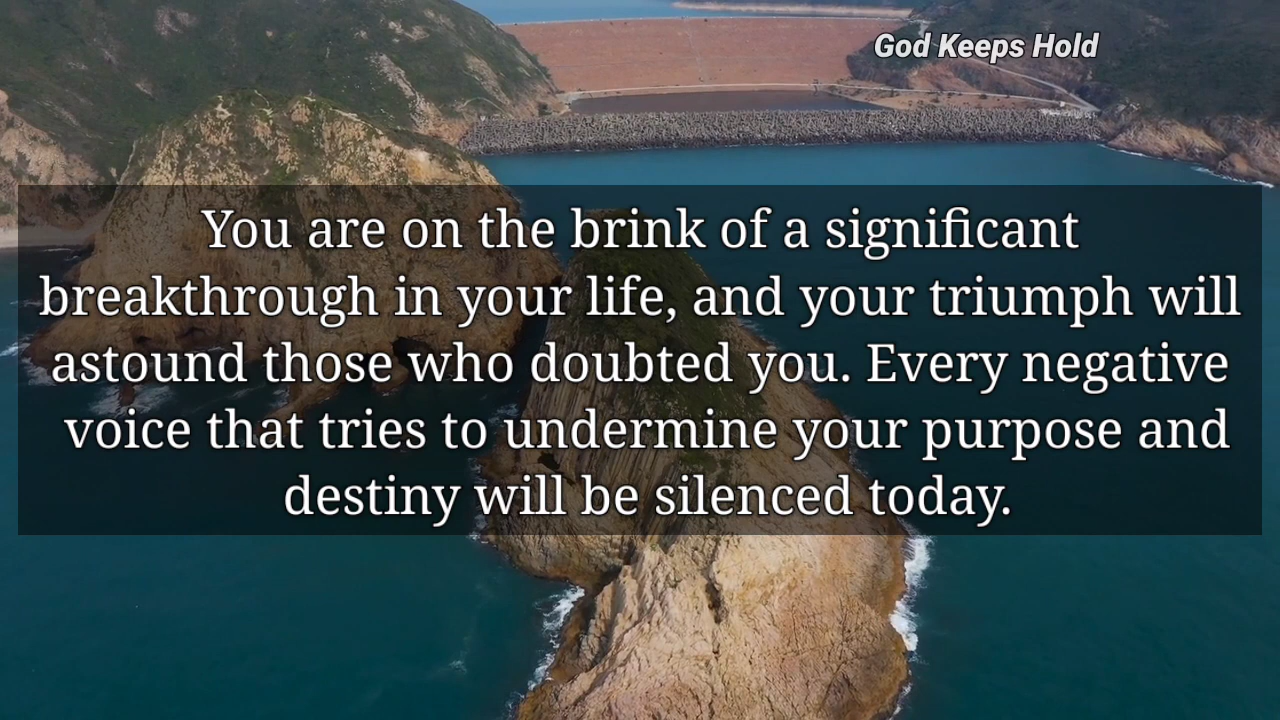 God Keeps Hold
You are on the brink of a significant
breakthrough in your life, and your triumph will
astound those who doubted you. Every negative
voice that tries to undermine your purpose and
destiny will be silenced today.